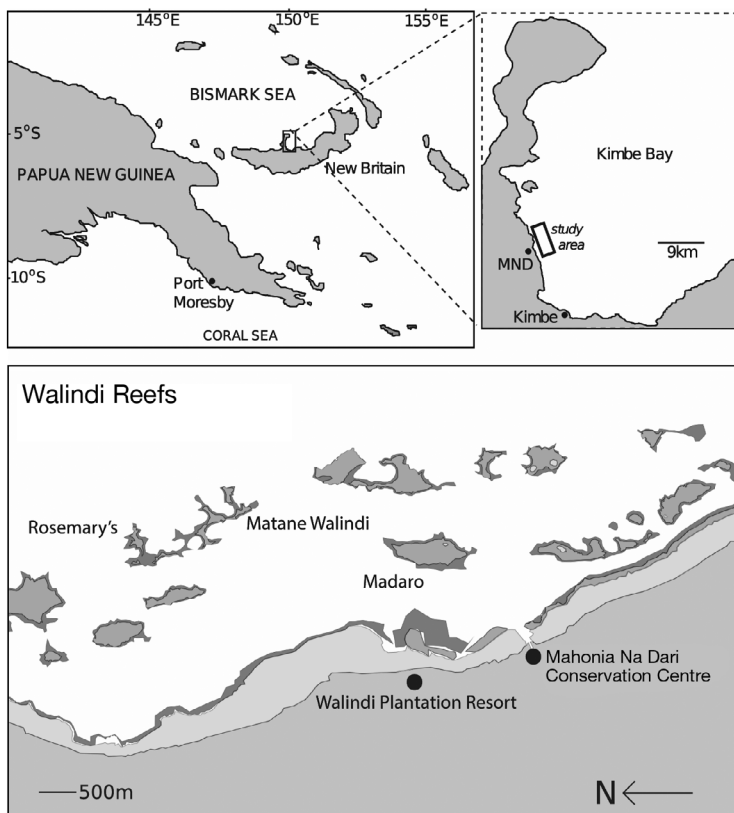 145°E
150°E
155°E
BISMARK SEA
5°S
New Britain
PAPUA NEW GUINEA
10°S
Port
Moresby
CORAL SEA
Kimbe Bay
study
area
9km
MND
Kimbe
Walindi Reefs
Rosemary's
Matane Walindi
Madaro
Mahonia Na Dari
Conservation Centre
Walindi Plantation Resort
500m
N